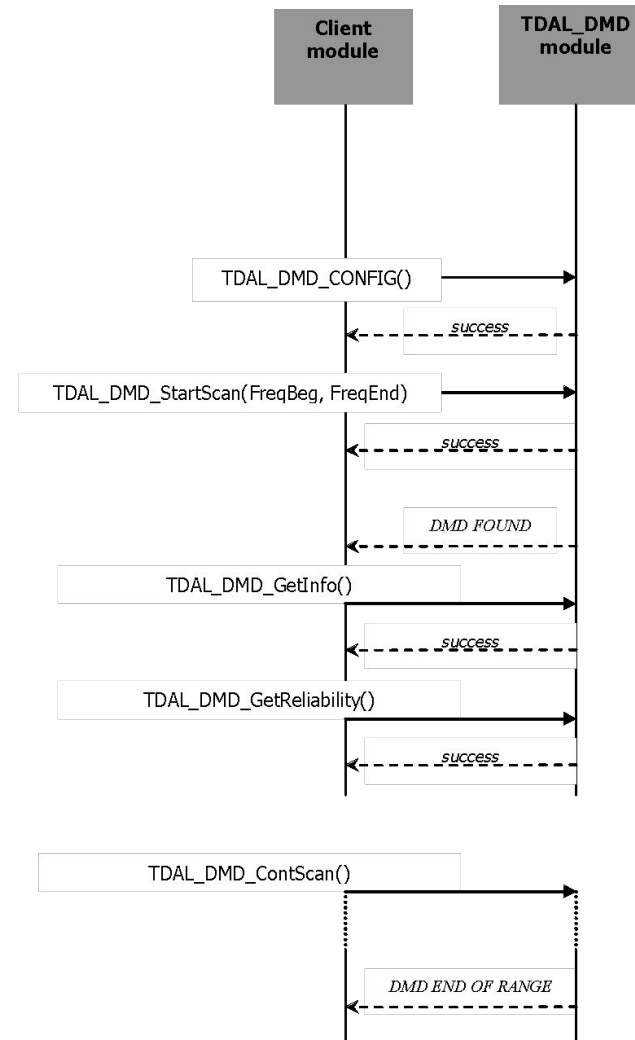 Client
module
TDAL_DMD
module
TDAL_DMD_CONFIG()
success
TDAL_DMD_StartScan(FreqBeg, FreqEnd)
success
DMD FOUND
TDAL_DMD_GetInfo()
success
TDAL_DMD_GetReliability()
success
TDAL_DMD_ContScan()
DMD END OF RANGE